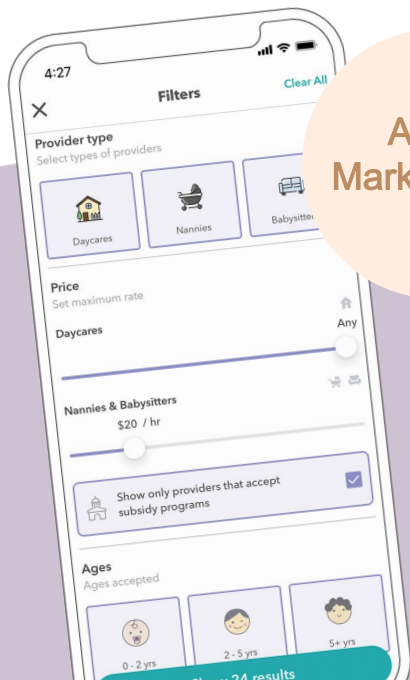 4:27
Filters
Clear All
Provider type
Select types of providers
Daycares
Nannies
Price
Set maximum rate
Daycares
Any
Nannies & Babysitters
$20 / hr
Show only providers that accept
subsidy programs
Ages
Ages accepted
0 - 2 yrs
2 - 5 yrs
5+ yrs
24 results